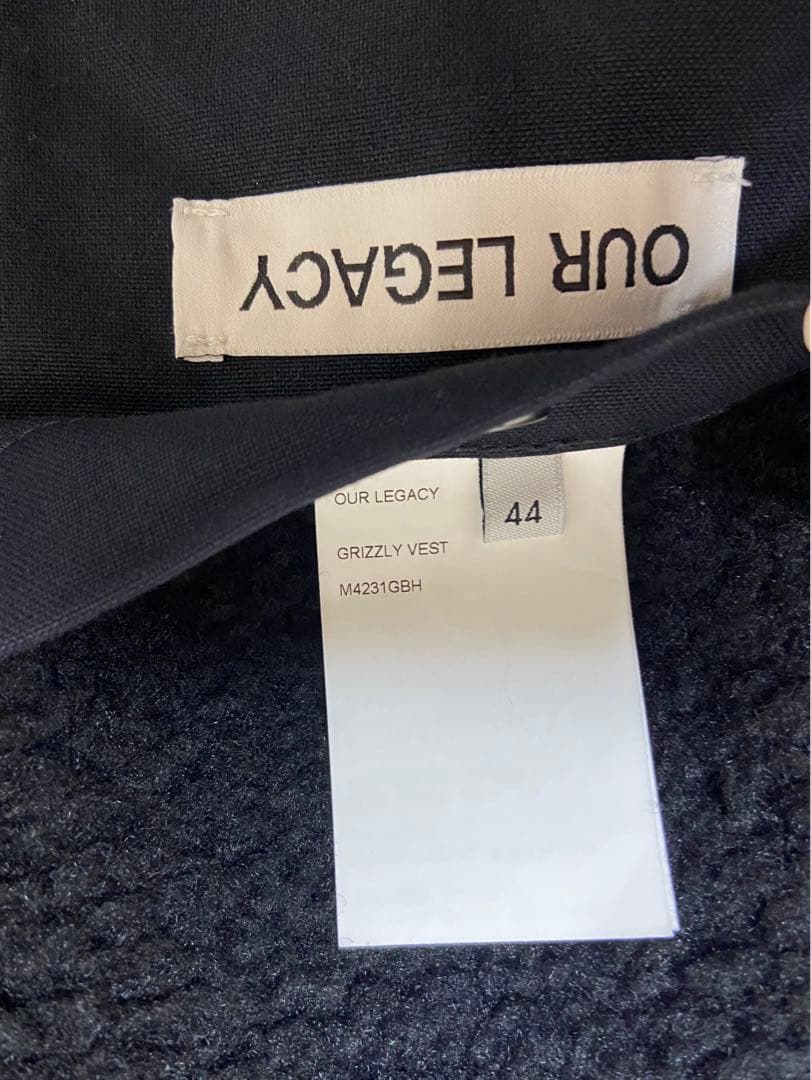 OUR LEGACY
OUR LEGACY
44
GRIZZLY VEST
M4231GBH